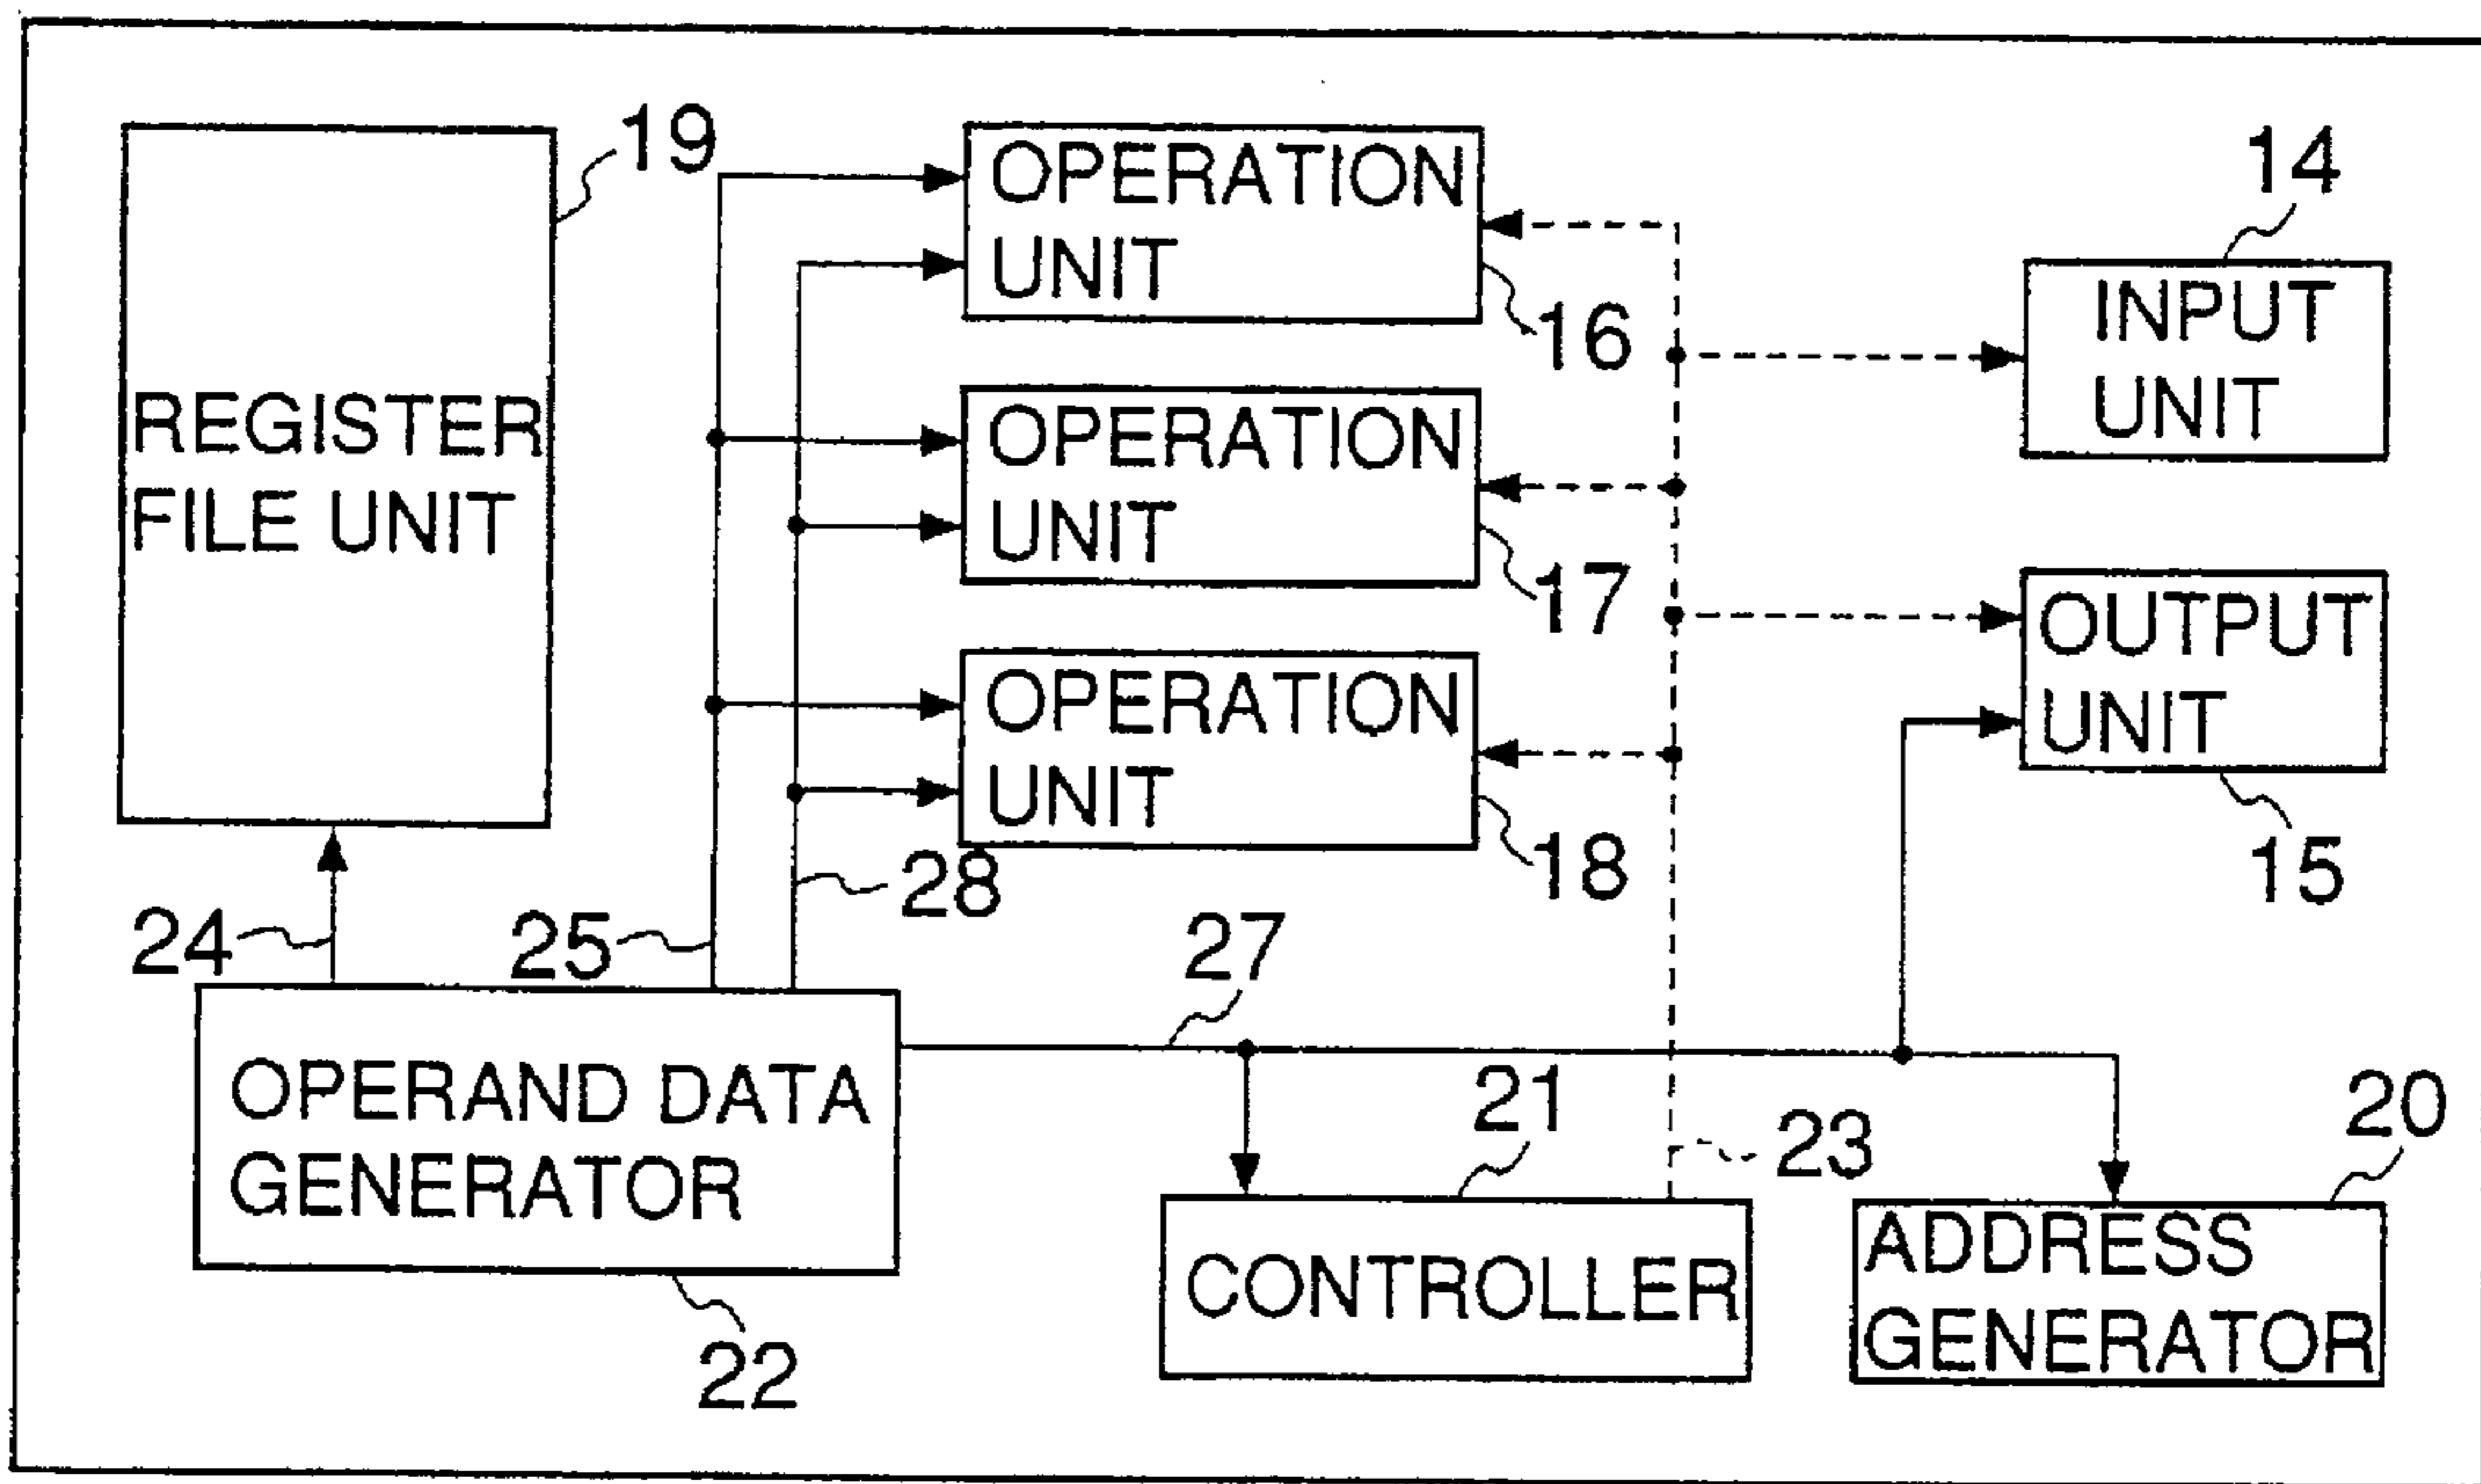 19
REGISTER
FILE UNIT
OPERATION
UNIT
16
OPERATION
UNIT
17
OPERATION
UNIT
18
14
INPUT
UNIT
OUTPUT
UNIT
15
24
25
28
27
OPERAND DATA
GENERATOR
22
21
23
CONTROLLER
20
ADDRESS
GENERATOR